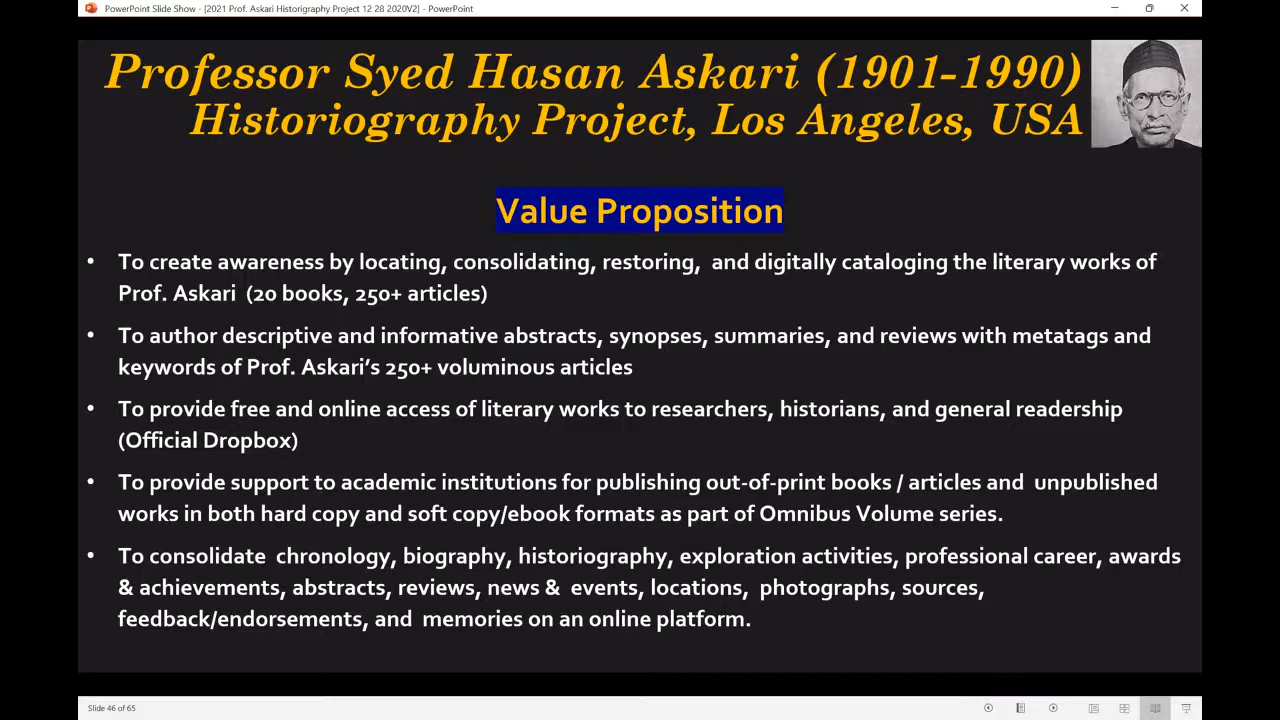 PowerPoint Slide Show - [2021 Prof. Askari Historigraphy Project 12 28 2020V2] - PowerPoint
Professor Syed Hasan Askari (1901-1990)
Historiography Project, Los Angeles, USA
Value Proposition
• To create awareness by locating, consolidating, restoring, and digitally cataloging the literary works of
Prof. Askari (20 books, 250+ articles)
• To author descriptive and informative abstracts, synopses, summaries, and reviews with metatags and
keywords of Prof. Askari’s 250+ voluminous articles
• To provide free and online access of literary works to researchers, historians, and general readership
(Official Dropbox)
• To provide support to academic institutions for publishing out-of-print books / articles and unpublished
works in both hard copy and soft copy/ebook formats as part of Omnibus Volume series.
• To consolidate chronology, biography, historiography, exploration activities, professional career, awards
& achievements, abstracts, reviews, news & events, locations, photographs, sources,
feedback/endorsements, and memories on an online platform.
Slide 46 of 65